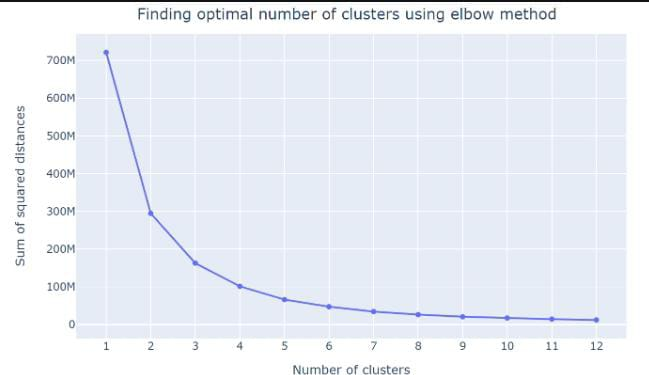 Finding optimal number of clusters using elbow method
700M
600M
500M
400M
300M
200M
100M
0
Sum of squared distances
1 2 3 4 5 6 7 8 9 10 11 12
Number of clusters